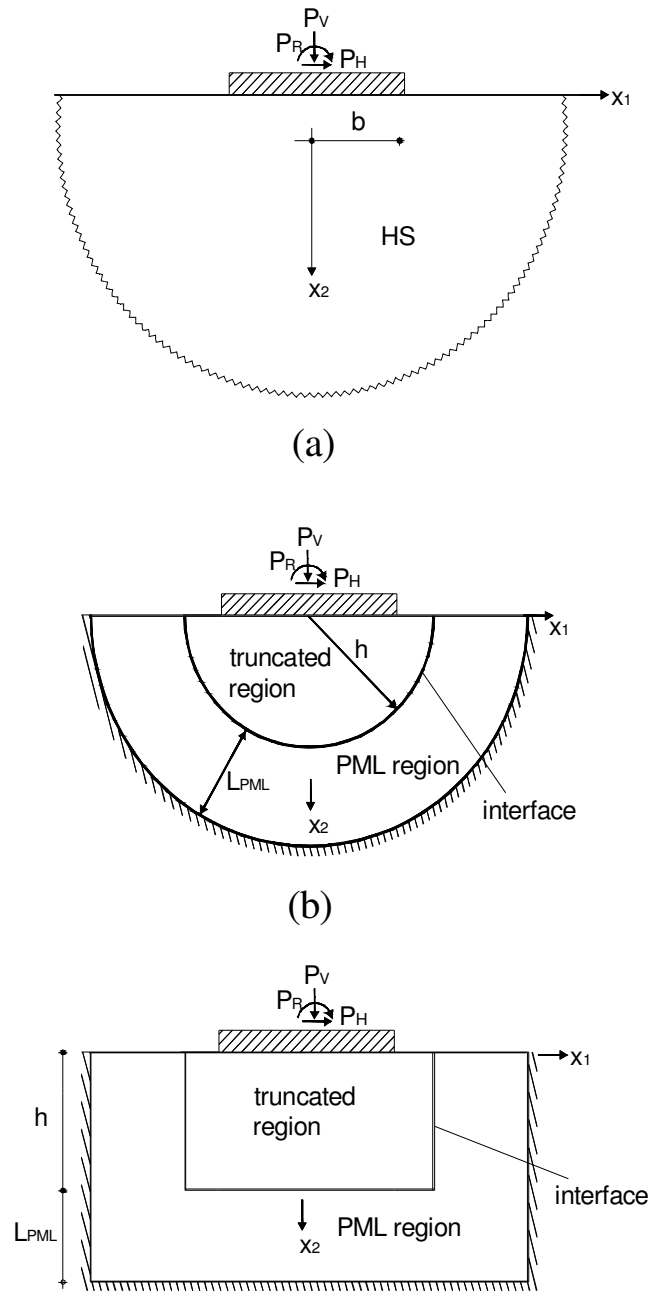 PV
PR
PH
x1
b
HS
x2
(a)
PV
PR
PH
x1
truncated
region
h
PML region
LPML
x2
interface
(b)
PV
PR
PH
x1
truncated
region
h
interface
x2
PML region
LPML